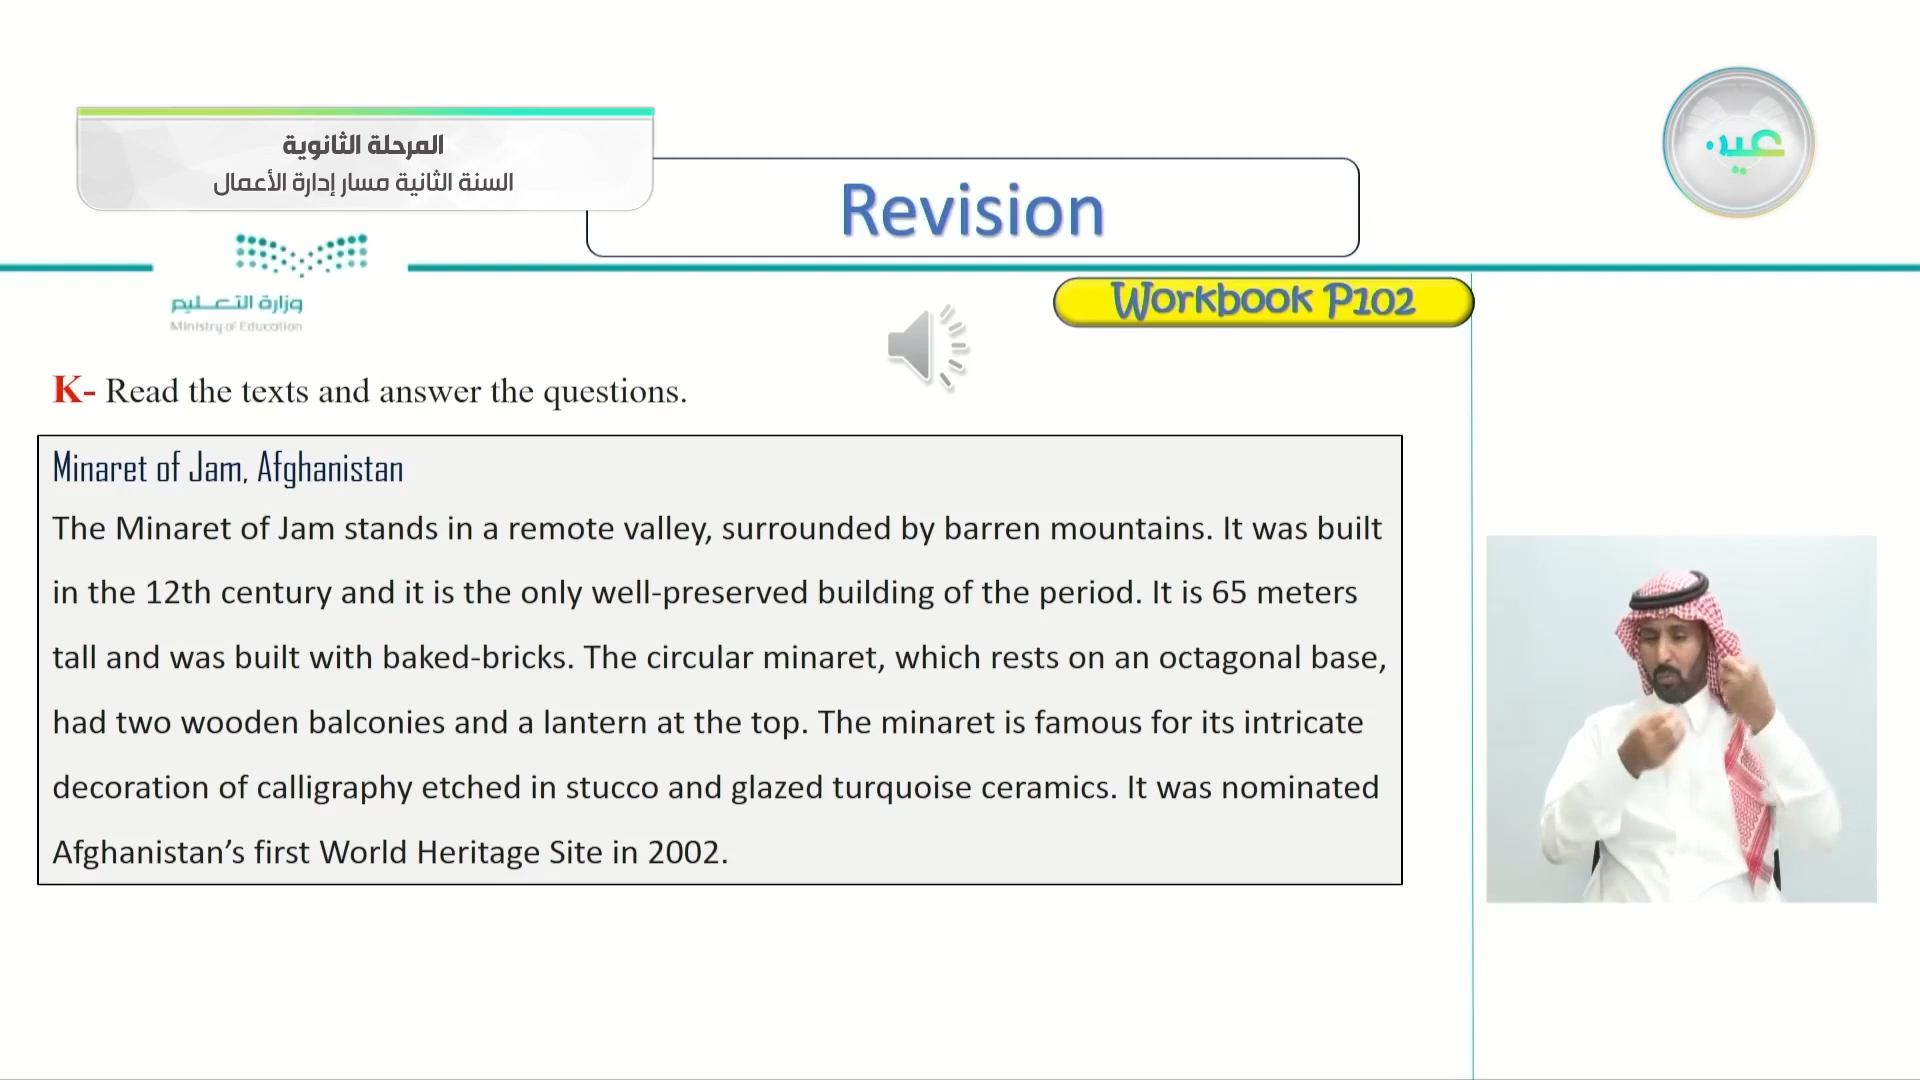 المرحلة الثانوية
السنة الثانية مسار إدارة الأعمال
عين
Revision
وزارة التعليم
Ministry of Education
Workbook P102
K- Read the texts and answer the questions.
Minaret of Jam, Afghanistan
The Minaret of Jam stands in a remote valley, surrounded by barren mountains. It was built
in the 12th century and it is the only well-preserved building of the period. It is 65 meters
tall and was built with baked-bricks. The circular minaret, which rests on an octagonal base,
had two wooden balconies and a lantern at the top. The minaret is famous for its intricate
decoration of calligraphy etched in stucco and glazed turquoise ceramics. It was nominated
Afghanistan’s first World Heritage Site in 2002.